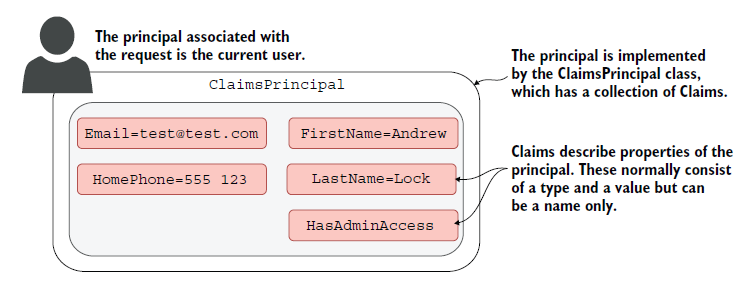 The principal associated with
the request is the current user.
The principal is implemented
by the ClaimsPrincipal class,
which has a collection of Claims.
ClaimsPrincipal
Email=test@test.com
FirstName=Andrew
HomePhone=555 123
LastName=Lock
HasAdminAccess
Claims describe properties of the
principal. These normally consist
of a type and a value but can
be a name only.